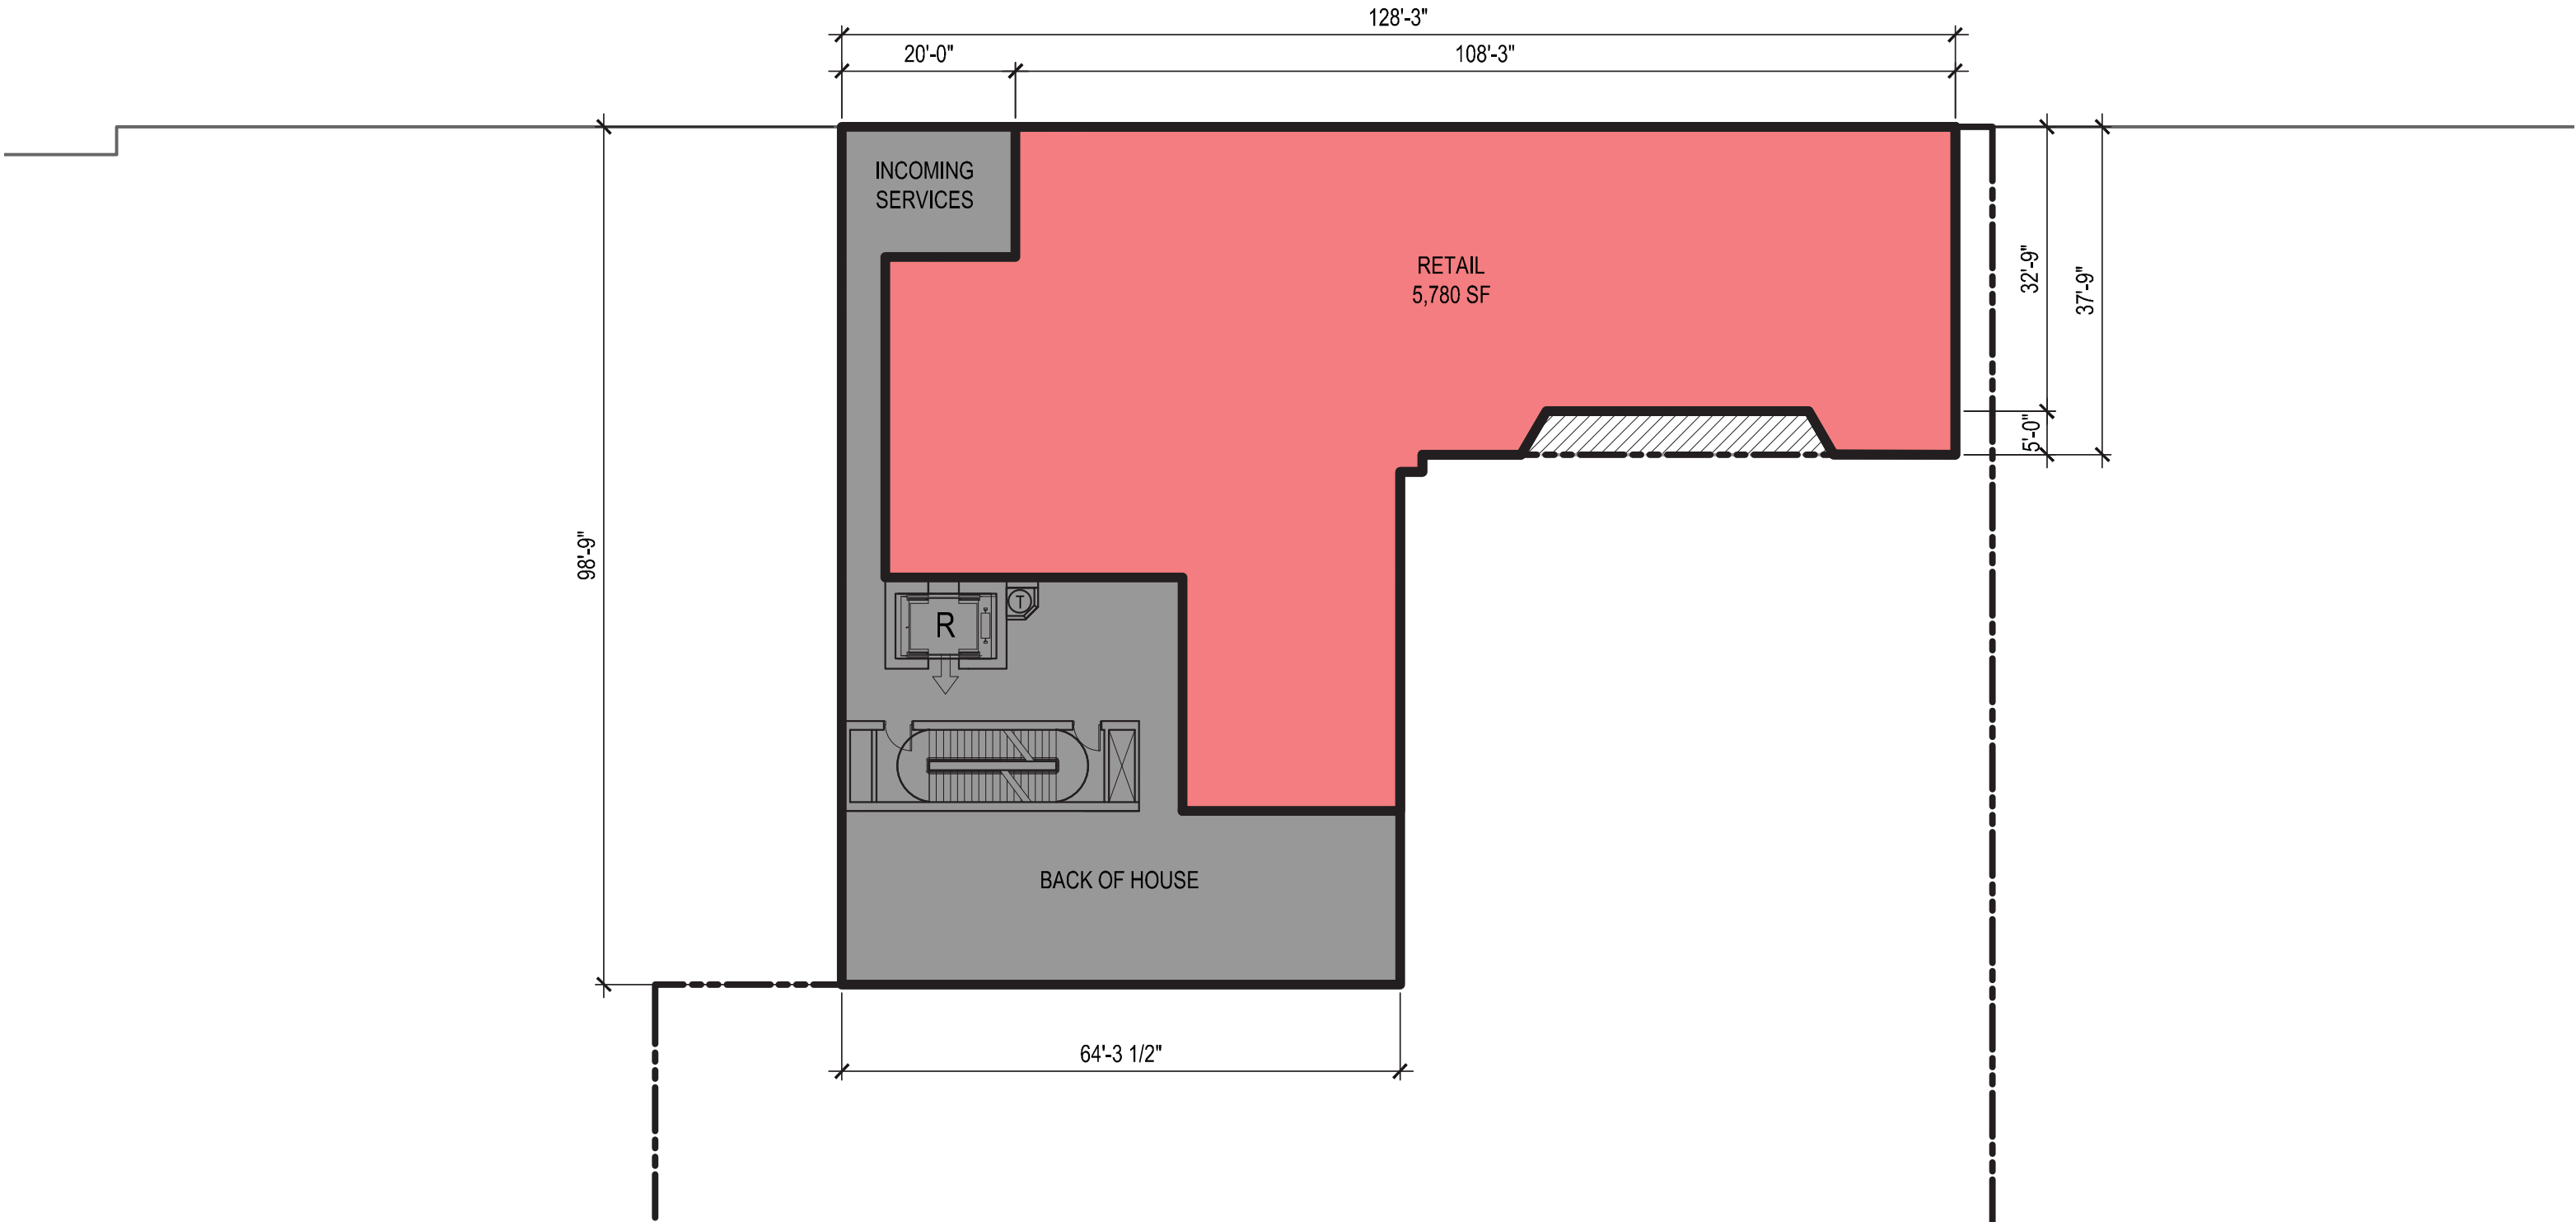 128'-3"
20'-0"
108'-3"
INCOMING
SERVICES
RETAIL
5,780 SF
32'-9"
37'-9"
5'-0"
98'-9"
R
T
BACK OF HOUSE
64'-3 1/2"